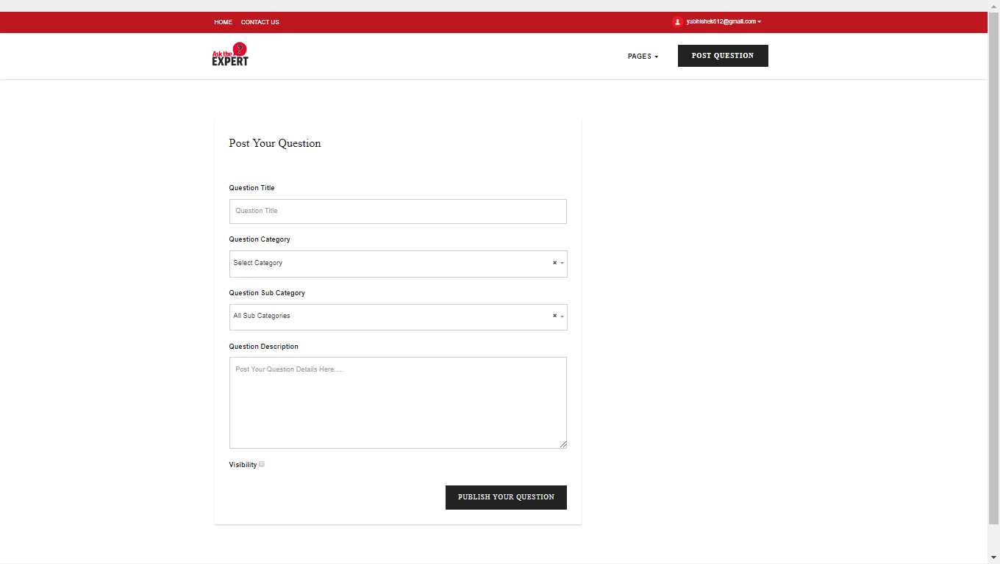 HOME CONTACT US yabhishek612@gmail.com
Ask the ?
EXPERT
PAGES POST QUESTION
Post Your Question
Question Title
Question Title
Question Category
Select Category ×
Question Sub Category
All Sub Categories ×
Question Description
Post Your Question Details Here.....
Visibility
PUBLISH YOUR QUESTION